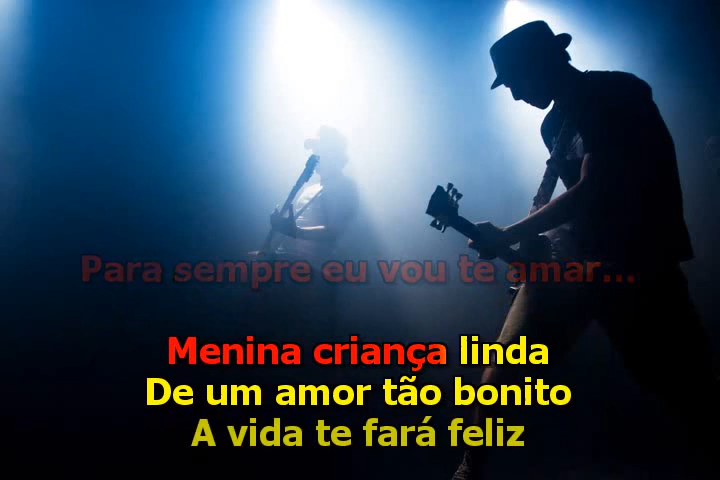 Para sempre eu vou te amar...
Menina criança linda
De um amor tão bonito
A vida te fará feliz